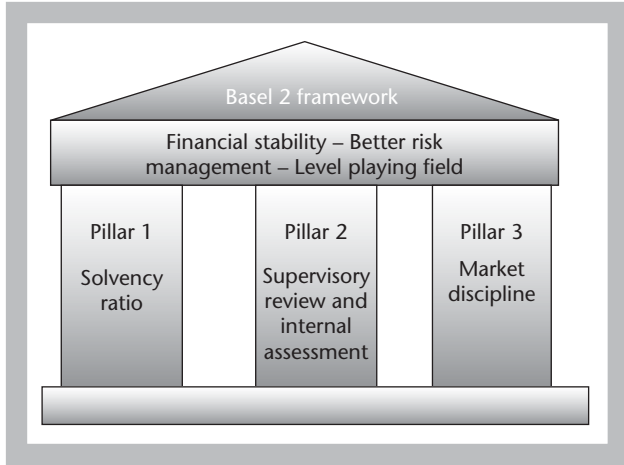 Basel 2 framework
Financial stability – Better risk
management – Level playing field
Pillar 1
Solvency
ratio
Pillar 2
Supervisory
review and
internal
assessment
Pillar 3
Market
discipline